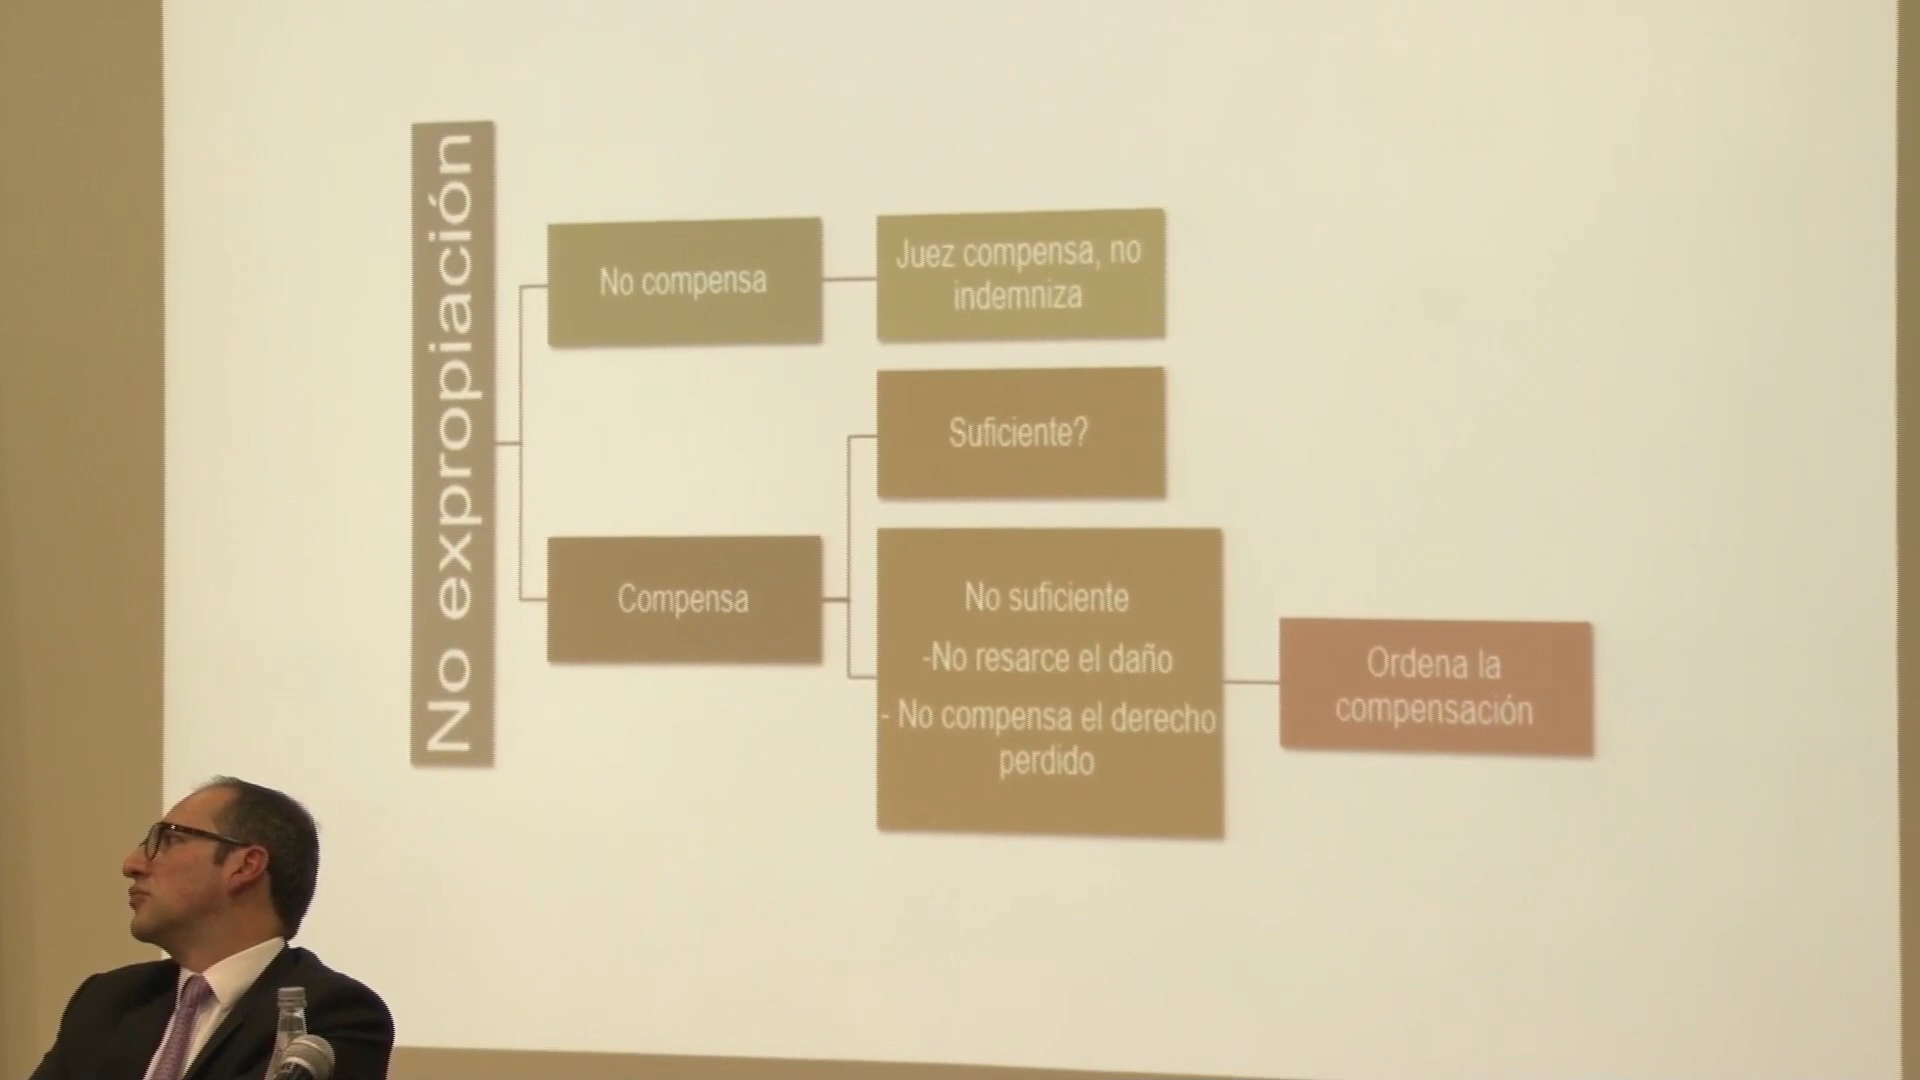 No expropiación
No compensa
Juez compensa, no
indemniza
Suficiente?
Compensa
No suficiente
-No resarce el daño
- No compensa el derecho
perdido
Ordena la
compensación